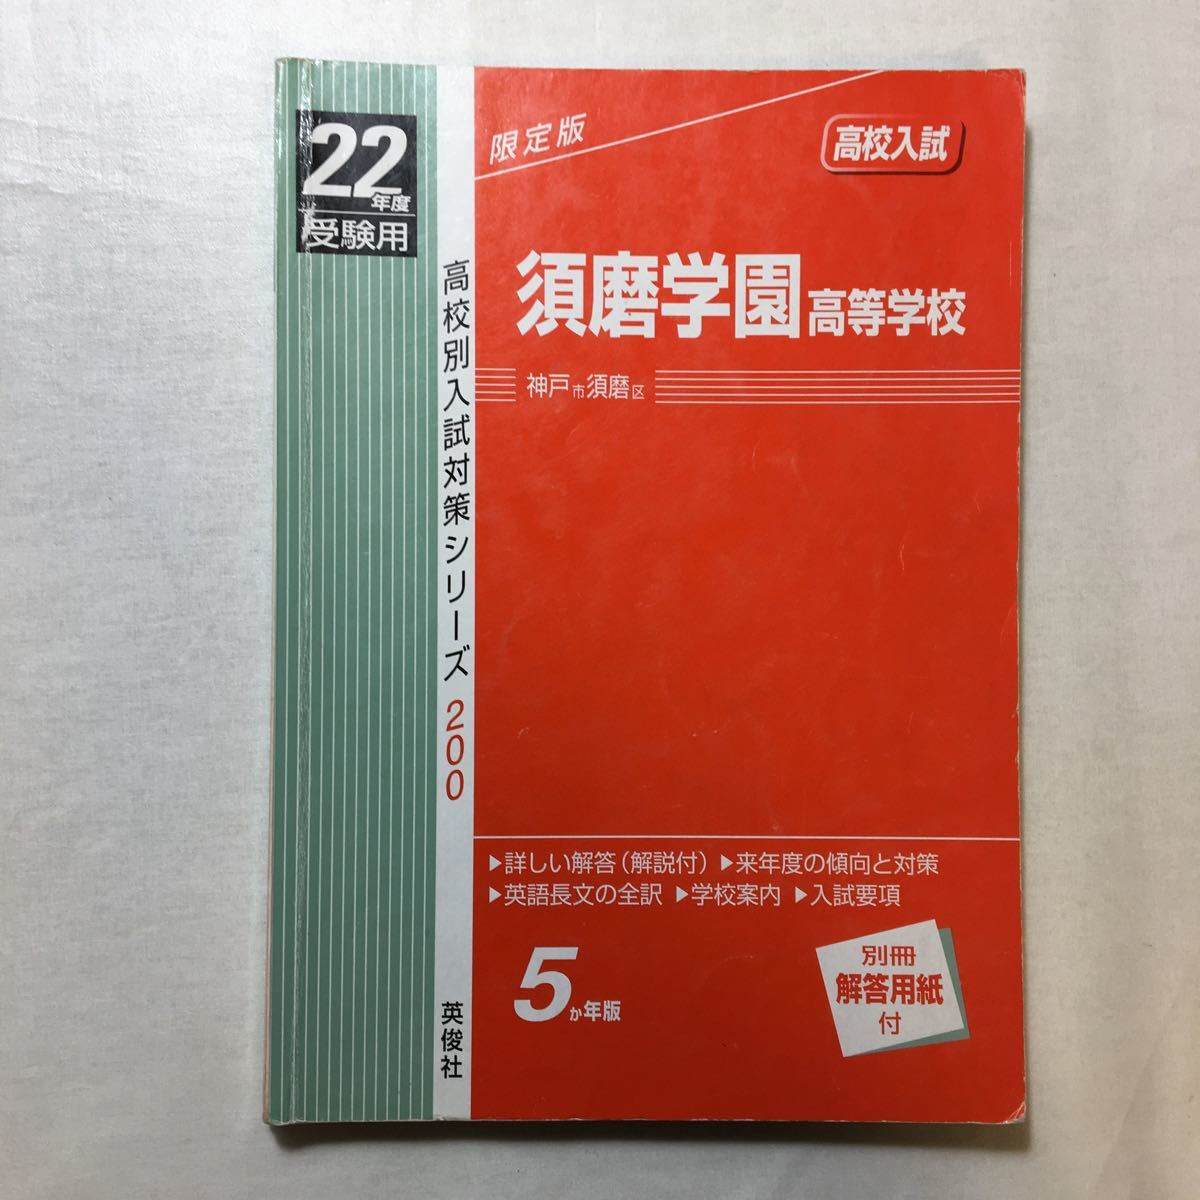 22年度
受験用
限定版
高校入試
須磨学園高等学校
神戸市須磨区
高校別入試対策シリーズ200
▶詳しい解答（解説付）▶来年度の傾向と対策
▶英語長文の全訳 ▶学校案内 ▶入試要項
5か年版
別冊
解答用紙
付
英俊社